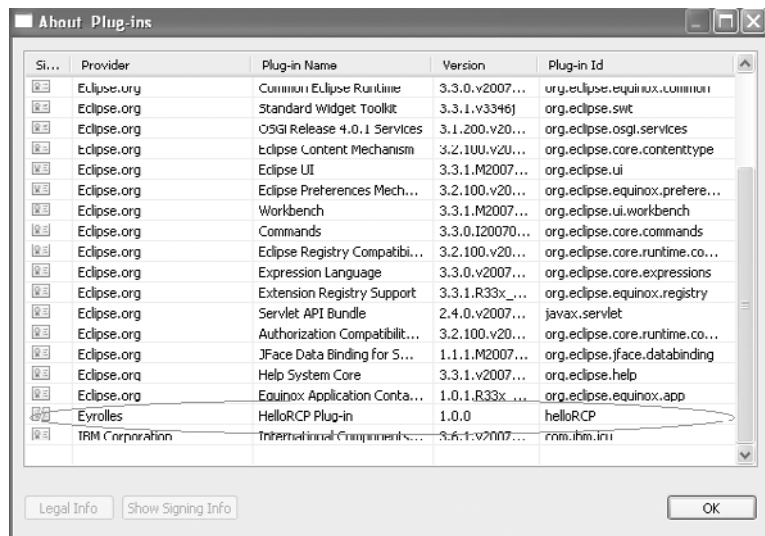 About Plug-ins
Si... Provider Plug-in Name Version Plug-in Id
Eclipse.org Common Eclipse Runtime 3.3.0.v2007... org.eclipse.equinox.common
Eclipse.org Standard Widget Toolkit 3.3.1.v3346j org.eclipse.swt
Eclipse.org OSGi Release 4.0.1 Services 3.1.200.v20... org.eclipse.osgi.services
Eclipse.org Eclipse Content Mechanism 3.2.100.v20... org.eclipse.core.contenttype
Eclipse.org Eclipse UI 3.3.1.M2007... org.eclipse.ui
Eclipse.org Eclipse Preferences Mech... 3.2.100.v20... org.eclipse.equinox.prefere...
Eclipse.org Workbench 3.3.1.M2007... org.eclipse.ui.workbench
Eclipse.org Commands 3.3.0.I20070... org.eclipse.core.commands
Eclipse.org Eclipse Registry Compatibi... 3.2.100.v20... org.eclipse.core.runtime.co...
Eclipse.org Expression Language 3.3.0.v2007... org.eclipse.core.expressions
Eclipse.org Extension Registry Support 3.3.1.R33x_... org.eclipse.equinox.registry
Eclipse.org Servlet API Bundle 2.4.0.v2007... javax.servlet
Eclipse.org Authorization Compatibilit... 3.2.100.v20... org.eclipse.core.runtime.co...
Eclipse.org JFace Data Binding for S... 1.1.1.M2007... org.eclipse.jface.databinding
Eclipse.org Help System Core 3.3.1.v2007... org.eclipse.help
Eclipse.org Equinox Application Conta... 1.0.1.R33x_... org.eclipse.equinox.app
Eyrolles HelloRCP Plug-in 1.0.0 helloRCP
IBM Corporation International Components... 3.6.1.v2007... com.ibm.icu
Legal Info Show Signing Info OK